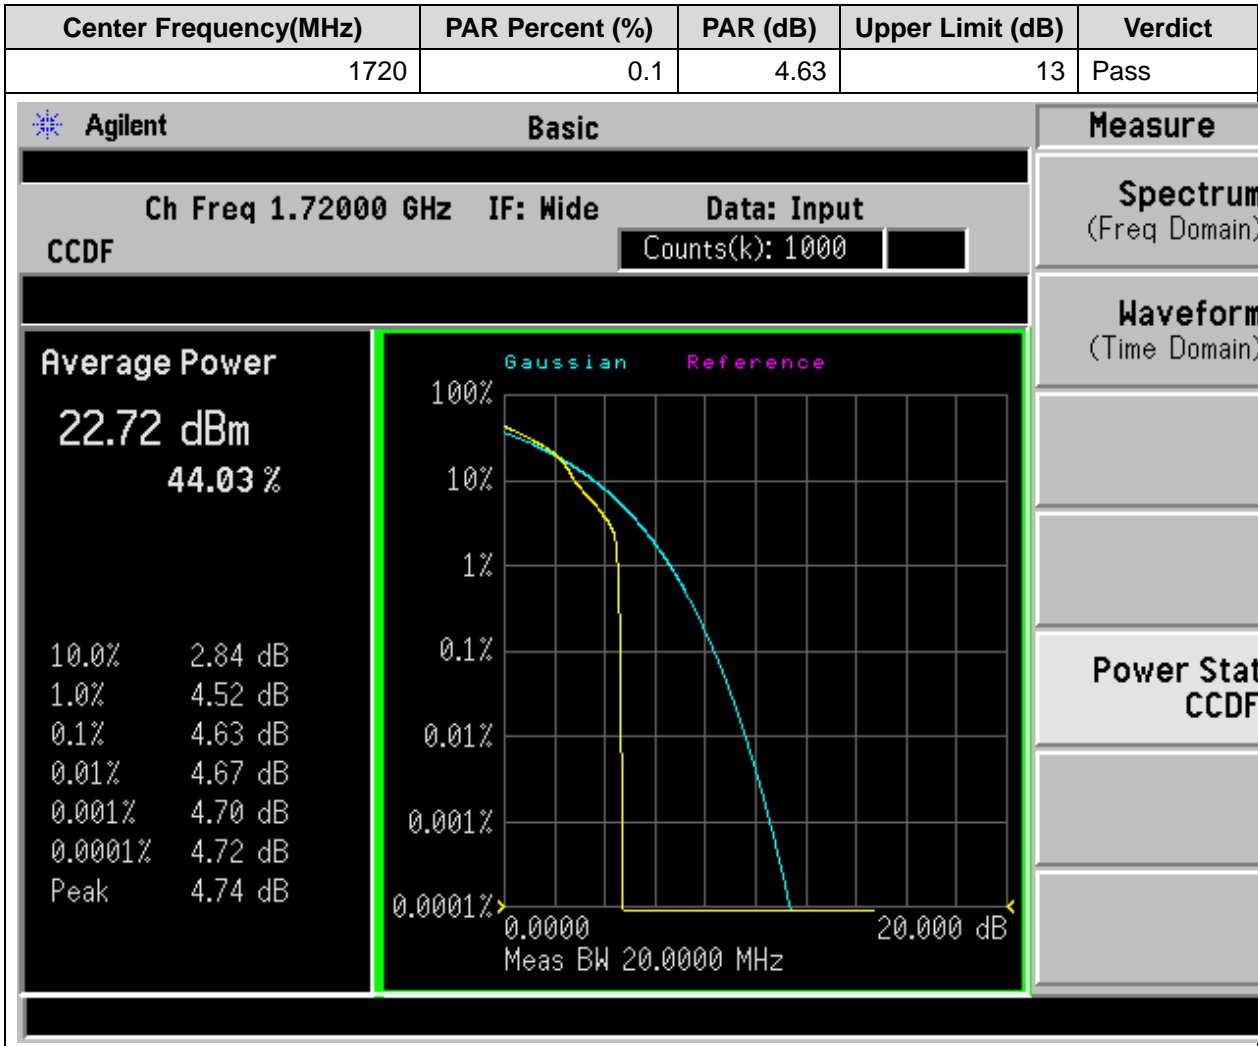 Center Frequency(MHz) PAR Percent (%) PAR (dB) Upper Limit (dB) Verdict
1720 0.1 4.63 13 Pass
Agilent Basic Measure
Ch Freq 1.72000 GHz IF: Wide Data: Input
CCDF Counts(k): 1000
Spectrum
(Freq Domain)
Waveform
(Time Domain)
Power Stat
CCDF
Average Power
22.72 dBm
44.03 %
10.0% 2.84 dB
1.0% 4.52 dB
0.1% 4.63 dB
0.01% 4.67 dB
0.001% 4.70 dB
0.0001% 4.72 dB
Peak 4.74 dB
Gaussian Reference
100%
10%
1%
0.1%
0.01%
0.001%
0.0001%
0.0000 20.000 dB
Meas BW 20.0000 MHz